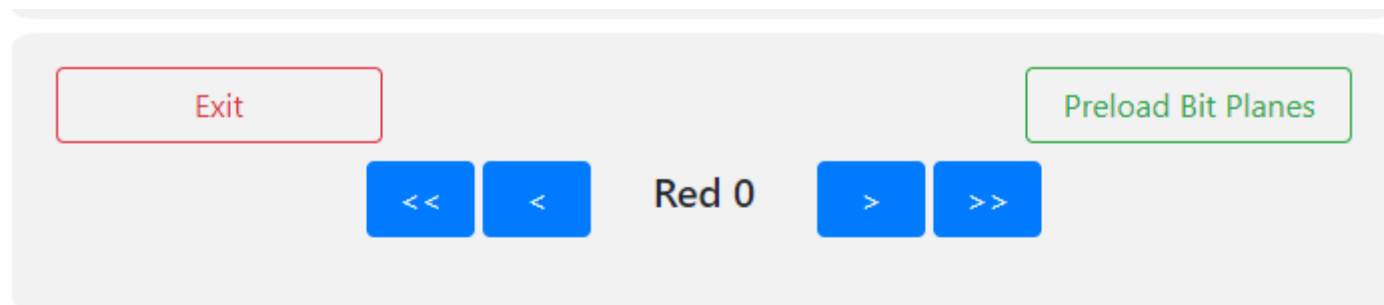 Exit
Preload Bit Planes
<< < Red 0 > >>